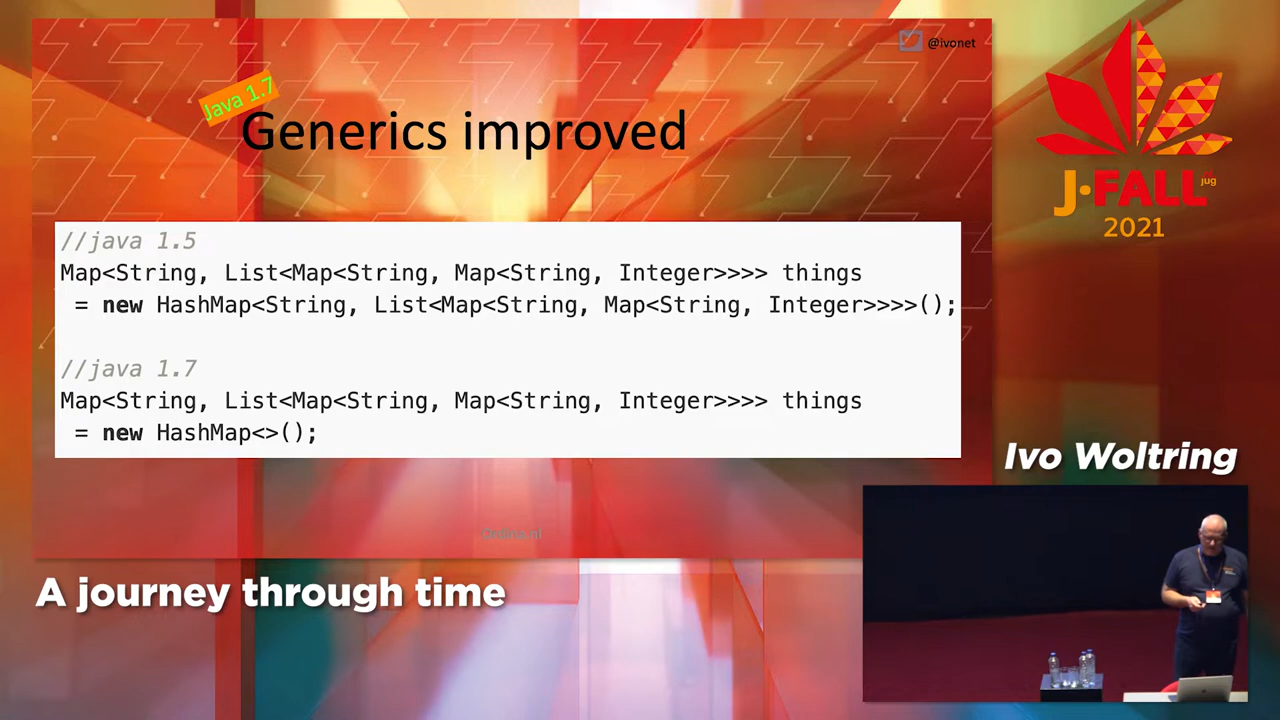 @ivonet
Java 1.7
Generics improved
//java 1.5
Map<String, List<Map<String, Map<String, Integer>>>> things
= new HashMap<String, List<Map<String, Map<String, Integer>>>>();
//java 1.7
Map<String, List<Map<String, Map<String, Integer>>>> things
= new HashMap<>();
J·FALL
jug
2021
Ivo Woltring
A journey through time